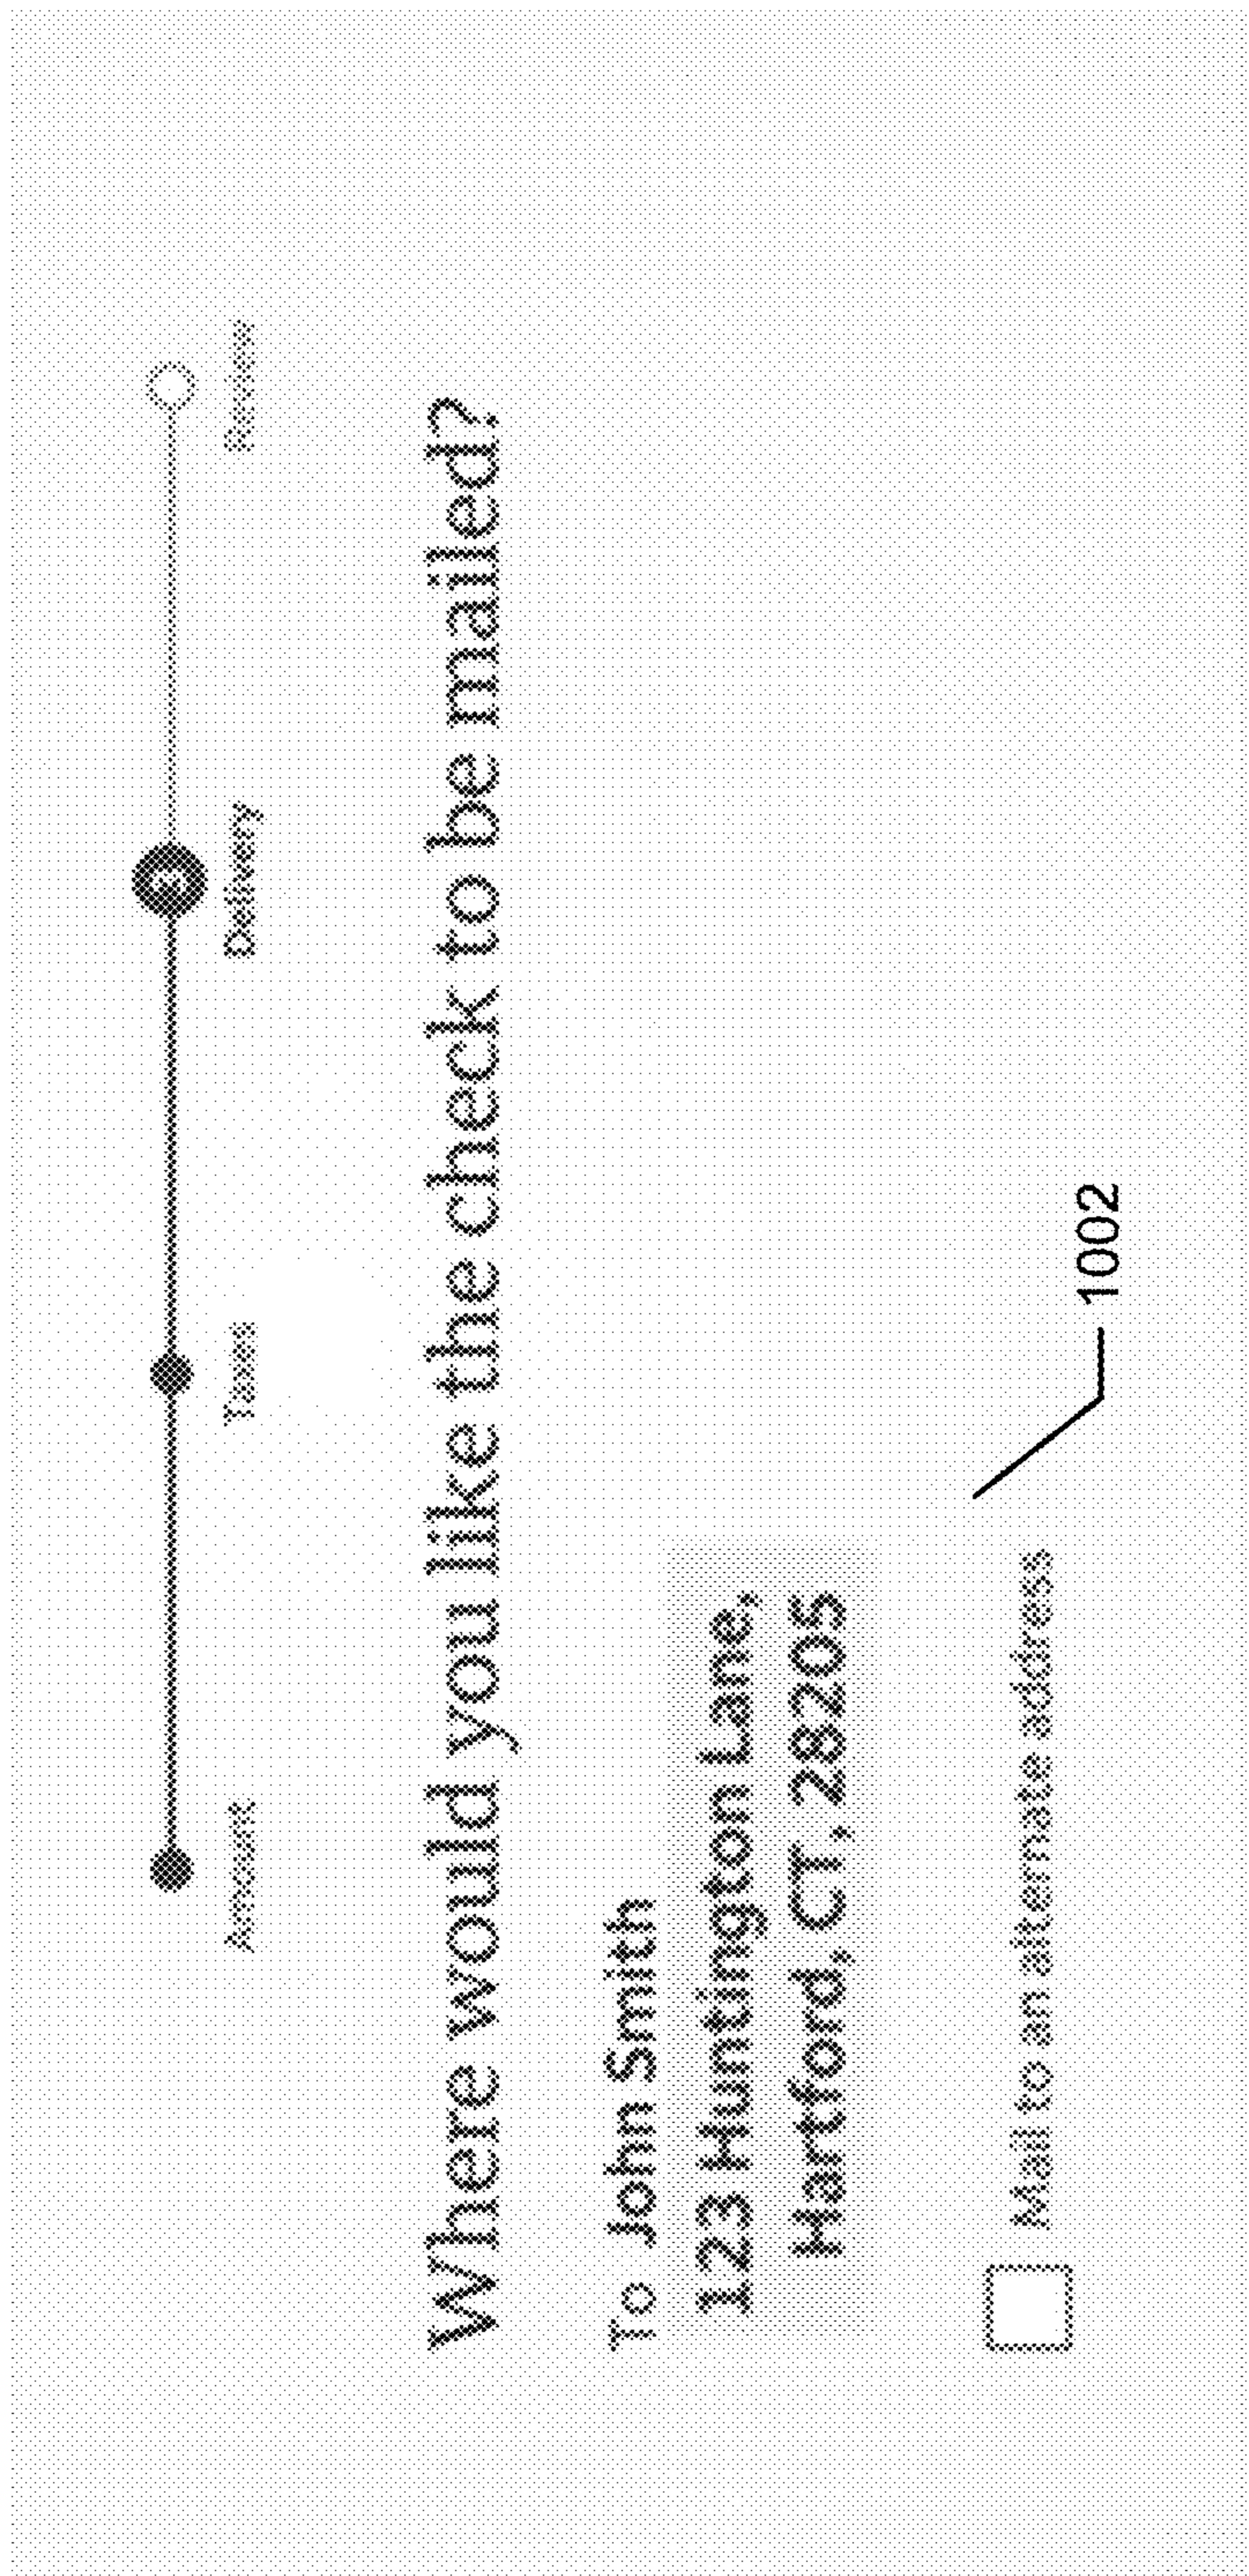 Amount Taxes Delivery Review
3
Where would you like the check to be mailed?
To John Smith
123 Huntington Lane,
Hartford, CT, 28205
Mail to an alternate address
1002